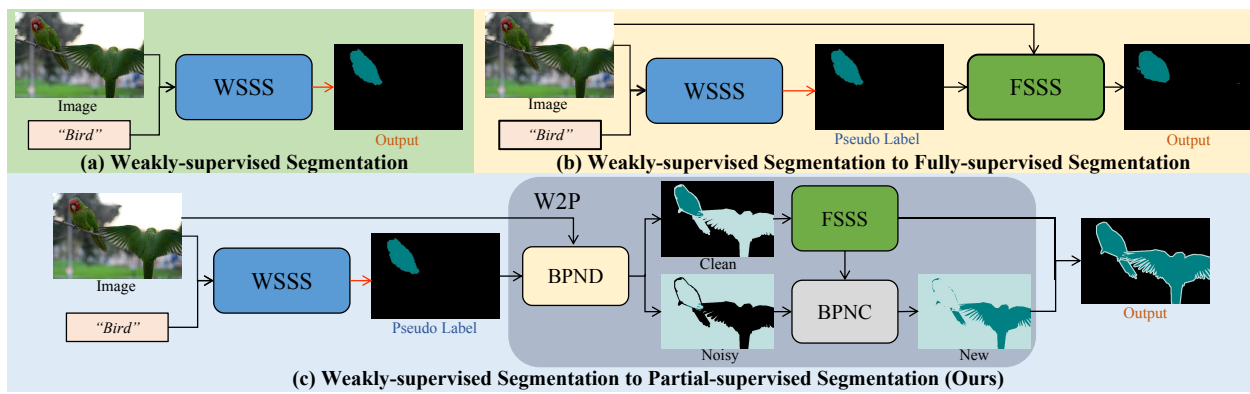 Image
"Bird"
WSSS
Output
(a) Weakly-supervised Segmentation
Image
"Bird"
WSSS
Pseudo Label
FSSS
Output
(b) Weakly-supervised Segmentation to Fully-supervised Segmentation
Image
"Bird"
WSSS
Pseudo Label
W2P
BPND
Clean
Noisy
FSSS
BPNC
New
Output
(c) Weakly-supervised Segmentation to Partial-supervised Segmentation (Ours)